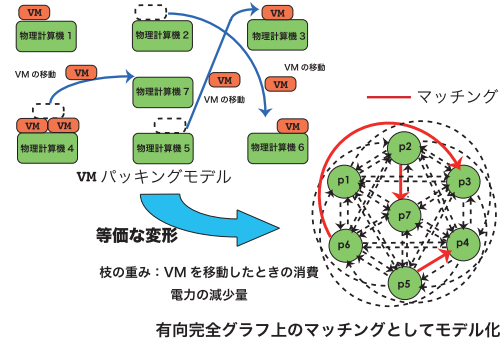 VM
物理計算機 1
物理計算機 2
VM
物理計算機 3
VM の移動
VM
物理計算機 7
VM
VM の移動
VM
VM の移動
VM
VM
物理計算機 4
物理計算機 5
VM
物理計算機 6
VM パッキングモデル
等価な変形
枝の重み：VM を移動したときの消費
電力の減少量
マッチング
p2
p1
p3
p7
p6
p4
p5
有向完全グラフ上のマッチングとしてモデル化